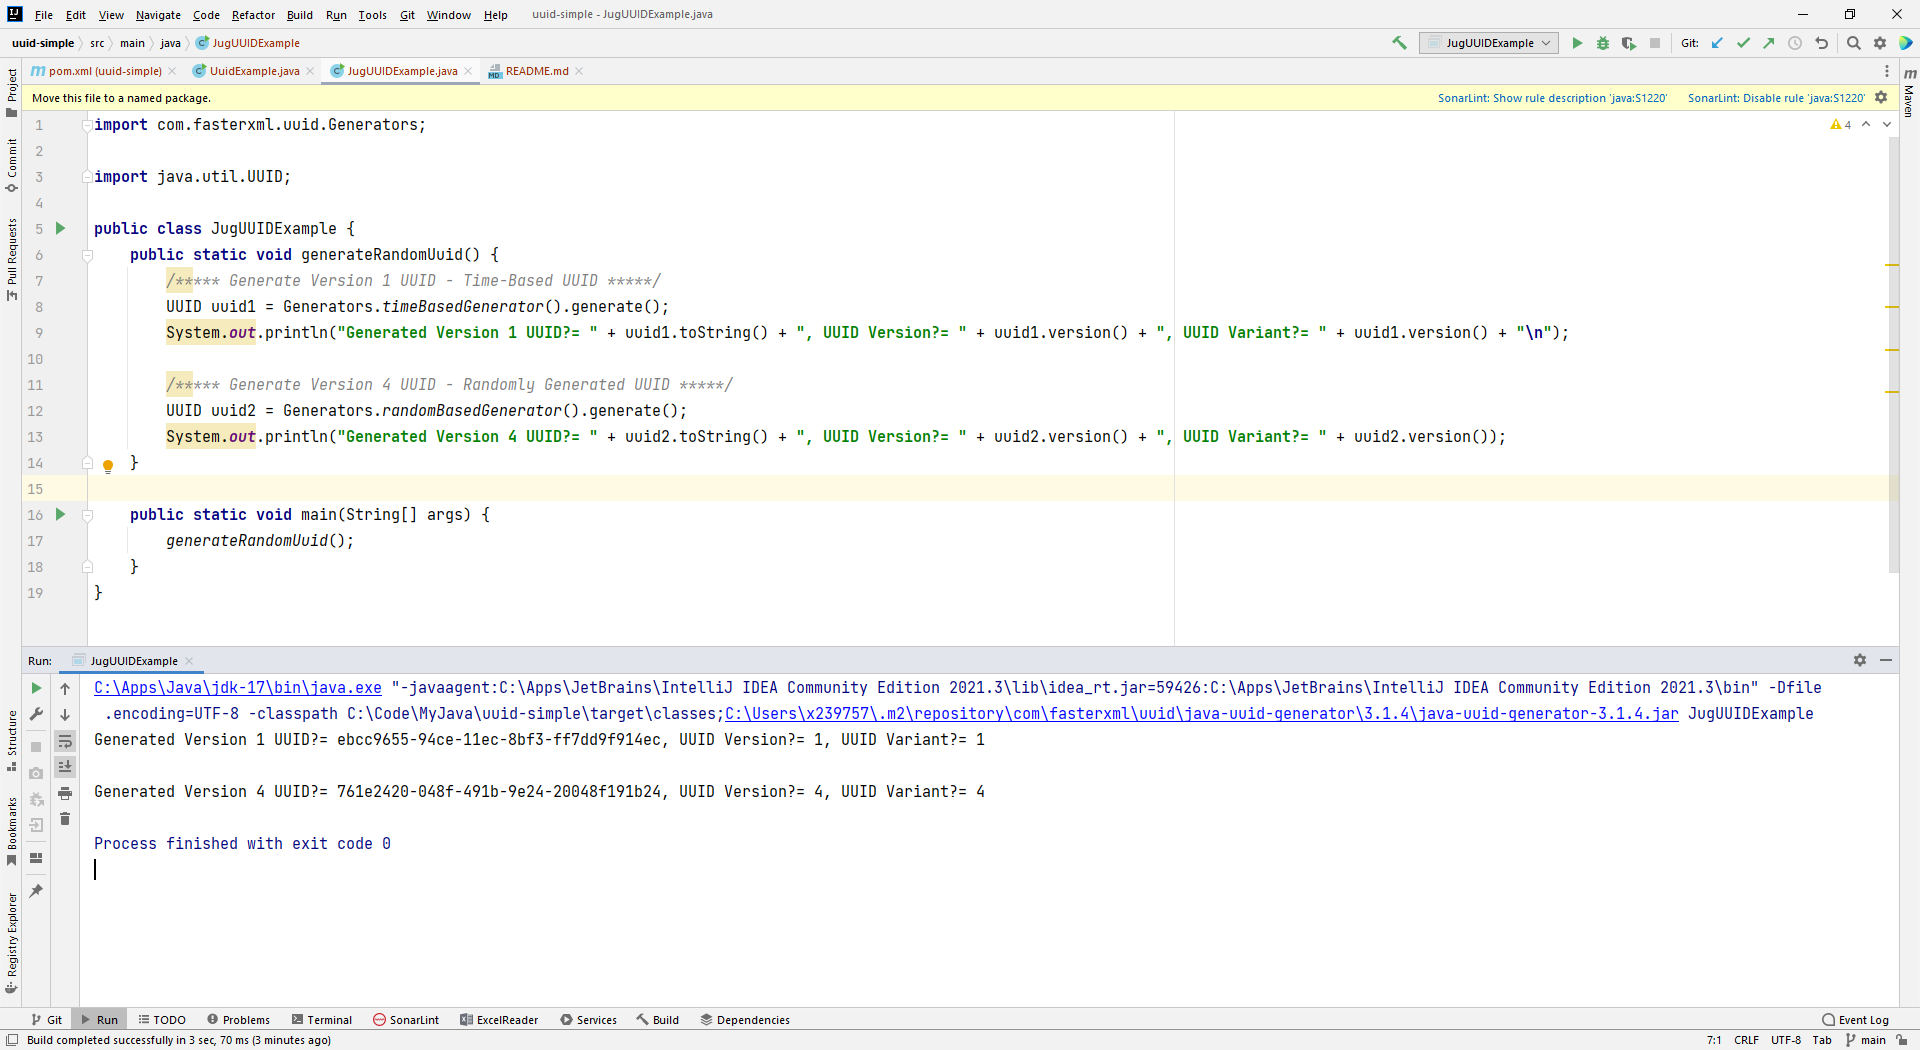 File Edit View Navigate Code Refactor Build Run Tools Git Window Help uuid-simple - JugUUIDExample.java
uuid-simple src main java JugUUIDExample
JugUUIDExample Git:
pom.xml (uuid-simple) UuidExample.java JugUUIDExample.java README.md
Move this file to a named package. SonarLint: Show rule description 'java:S1220' SonarLint: Disable rule 'java:S1220'
1 import com.fasterxml.uuid.Generators; 4
2
3 import java.util.UUID;
4
5 public class JugUUIDExample {
6 public static void generateRandomUuid() {
7 /***** Generate Version 1 UUID - Time-Based UUID *****/
8 UUID uuid1 = Generators.timeBasedGenerator().generate();
9 System.out.println("Generated Version 1 UUID?= " + uuid1.toString() + ", UUID Version?= " + uuid1.version() + ", UUID Variant?= " + uuid1.version() + "\n");
10
11 /***** Generate Version 4 UUID - Randomly Generated UUID *****/
12 UUID uuid2 = Generators.randomBasedGenerator().generate();
13 System.out.println("Generated Version 4 UUID?= " + uuid2.toString() + ", UUID Version?= " + uuid2.version() + ", UUID Variant?= " + uuid2.version());
14 }
15
16 public static void main(String[] args) {
17 generateRandomUuid();
18 }
19 }
Project
Commit
Pull Requests
Maven
Run: JugUUIDExample
C:\Apps\Java\jdk-17\bin\java.exe "-javaagent:C:\Apps\JetBrains\IntelliJ IDEA Community Edition 2021.3\lib\idea_rt.jar=59426:C:\Apps\JetBrains\IntelliJ IDEA Community Edition 2021.3\bin" -Dfile
.encoding=UTF-8 -classpath C:\Code\MyJava\uuid-simple\target\classes;C:\Users\x239757\.m2\repository\com\fasterxml\uuid\java-uuid-generator\3.1.4\java-uuid-generator-3.1.4.jar JugUUIDExample
Generated Version 1 UUID?= ebcc9655-94ce-11ec-8bf3-ff7dd9f914ec, UUID Version?= 1, UUID Variant?= 1
Generated Version 4 UUID?= 761e2420-048f-491b-9e24-20048f191b24, UUID Version?= 4, UUID Variant?= 4
Process finished with exit code 0
Structure
Bookmarks
Registry Explorer
Git Run TODO Problems Terminal SonarLint ExcelReader Services Build Dependencies Event Log
Build completed successfully in 3 sec, 70 ms (3 minutes ago) 7:1 CRLF UTF-8 Tab main